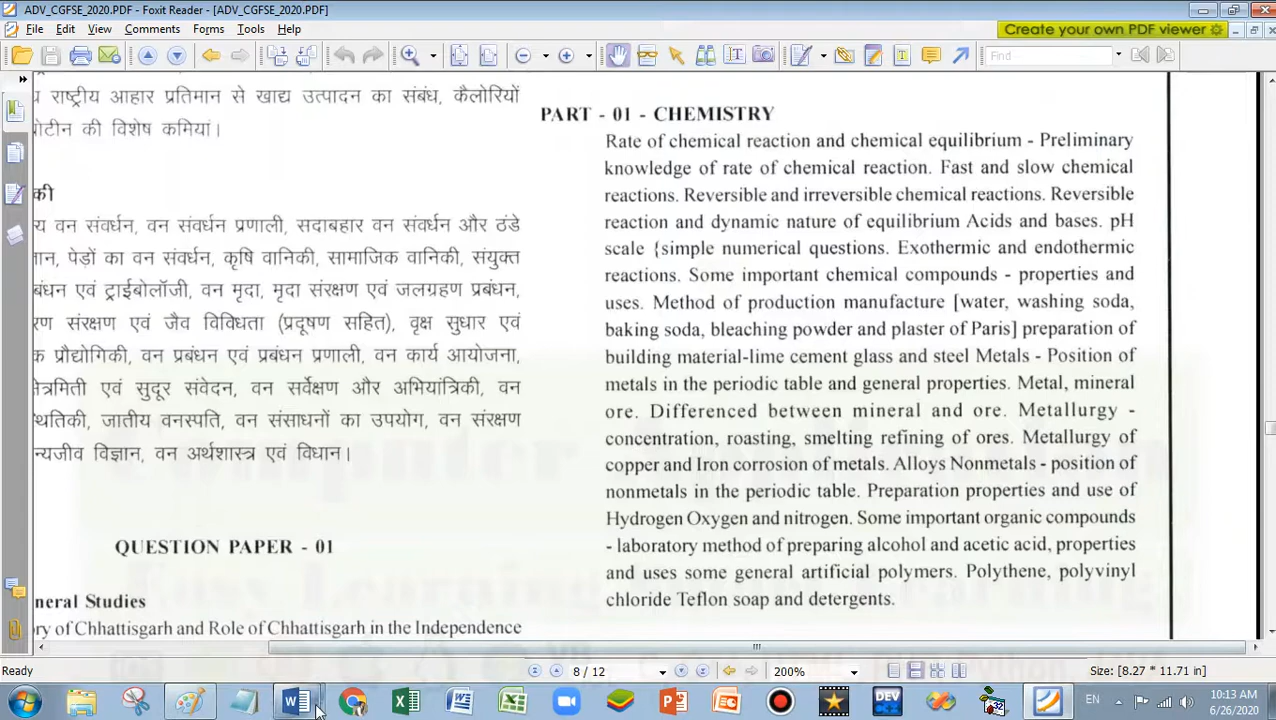 ADV_CGFSE_2020.PDF - Foxit Reader - [ADV_CGFSE_2020.PDF]
File Edit View Comments Forms Tools Help
Create your own PDF viewer
Find
य राष्ट्रीय आहार प्रतिमान से खाद्य उत्पादन का संबंध, कैलोरियों
ोटीन की विशेष कमियां।
की
य वन संवर्धन, वन संवर्धन प्रणाली, सदाबहार वन संवर्धन और ठंडे
ान, पेड़ों का वन संवर्धन, कृषि वानिकी, सामाजिक वानिकी, संयुक्त
बंधन एवं ट्राईबोलॉजी, वन मृदा, मृदा संरक्षण एवं जलग्रहण प्रबंधन,
रण संरक्षण एवं जैव विविधता (प्रदूषण सहित), वृक्ष सुधार एवं
क प्रौद्योगिकी, वन प्रबंधन एवं प्रबंधन प्रणाली, वन कार्य आयोजना,
त्रमिती एवं सुदूर संवेदन, वन सर्वेक्षण और अभियांत्रिकी, वन
थतिकी, जातीय वनस्पति, वन संसाधनों का उपयोग, वन संरक्षण
न्यजीव विज्ञान, वन अर्थशास्त्र एवं विधान।
QUESTION PAPER - 01
neral Studies
ory of Chhattisgarh and Role of Chhattisgarh in the Independence
PART - 01 - CHEMISTRY
Rate of chemical reaction and chemical equilibrium - Preliminary
knowledge of rate of chemical reaction. Fast and slow chemical
reactions. Reversible and irreversible chemical reactions. Reversible
reaction and dynamic nature of equilibrium Acids and bases. pH
scale {simple numerical questions. Exothermic and endothermic
reactions. Some important chemical compounds - properties and
uses. Method of production manufacture [water, washing soda,
baking soda, bleaching powder and plaster of Paris] preparation of
building material-lime cement glass and steel Metals - Position of
metals in the periodic table and general properties. Metal, mineral
ore. Differenced between mineral and ore. Metallurgy -
concentration, roasting, smelting refining of ores. Metallurgy of
copper and Iron corrosion of metals. Alloys Nonmetals - position of
nonmetals in the periodic table. Preparation properties and use of
Hydrogen Oxygen and nitrogen. Some important organic compounds
- laboratory method of preparing alcohol and acetic acid, properties
and uses some general artificial polymers. Polythene, polyvinyl
chloride Teflon soap and detergents.
Ready
8 / 12
200%
Size: [8.27 * 11.71 in]
EN
10:13 AM
6/26/2020